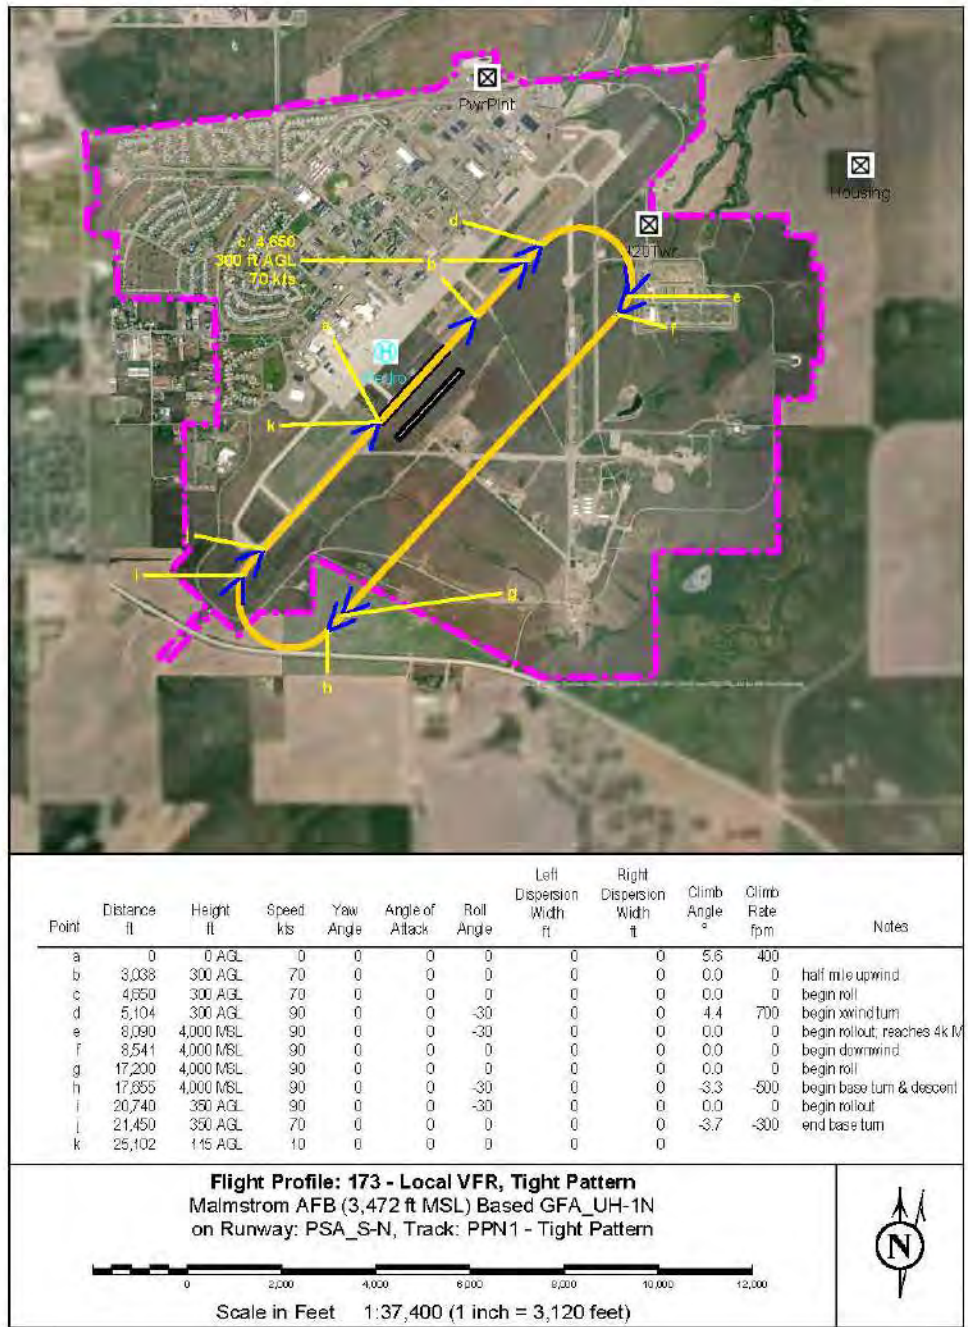 PwrPlnt
Housing
d
c: 4,650
300 ft AGL
70 kts
b
120Twr
e
a
f
H
Pedro
k
j
i
g
h
Point
Distance
ft
Height
ft
Speed
kts
Yaw
Angle
Angle of
Attack
Roll
Angle
Left
Dispersion
Width
ft
Right
Dispersion
Width
ft
Climb
Angle
°
Climb
Rate
fpm
Notes
a 0 0 AGL 0 0 0 0 0 0 5.6 400
b 3,038 300 AGL 70 0 0 0 0 0 0.0 0 half mile upwind
c 4,650 300 AGL 70 0 0 0 0 0 0.0 0 begin roll
d 5,104 300 AGL 90 0 0 -30 0 0 4.4 700 begin xwind turn
e 8,090 4,000 MSL 90 0 0 -30 0 0 0.0 0 begin rollout; reaches 4k M
f 8,541 4,000 MSL 90 0 0 0 0 0 0.0 0 begin downwind
g 17,200 4,000 MSL 90 0 0 0 0 0 0.0 0 begin roll
h 17,655 4,000 MSL 90 0 0 -30 0 0 -3.3 -500 begin base turn & descent
i 20,740 350 AGL 90 0 0 -30 0 0 0.0 0 begin rollout
j 21,450 350 AGL 70 0 0 0 0 0 -3.7 -300 end base turn
k 25,102 115 AGL 10 0 0 0 0 0
Flight Profile: 173 - Local VFR, Tight Pattern
Malmstrom AFB (3,472 ft MSL) Based GFA_UH-1N
on Runway: PSA_S-N, Track: PPN1 - Tight Pattern
0 2,000 4,000 6,000 8,000 10,000 12,000
Scale in Feet 1:37,400 (1 inch = 3,120 feet)
N